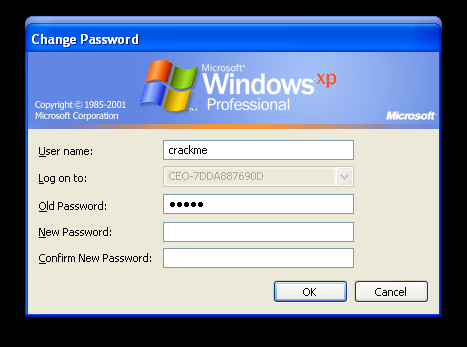 Change Password
Microsoft®
Windows xp
Professional
Copyright © 1985-2001
Microsoft Corporation
Microsoft
User name: crackme
Log on to: CEO-7DDA887690D
Old Password: ●●●●●
New Password:
Confirm New Password:
OK Cancel